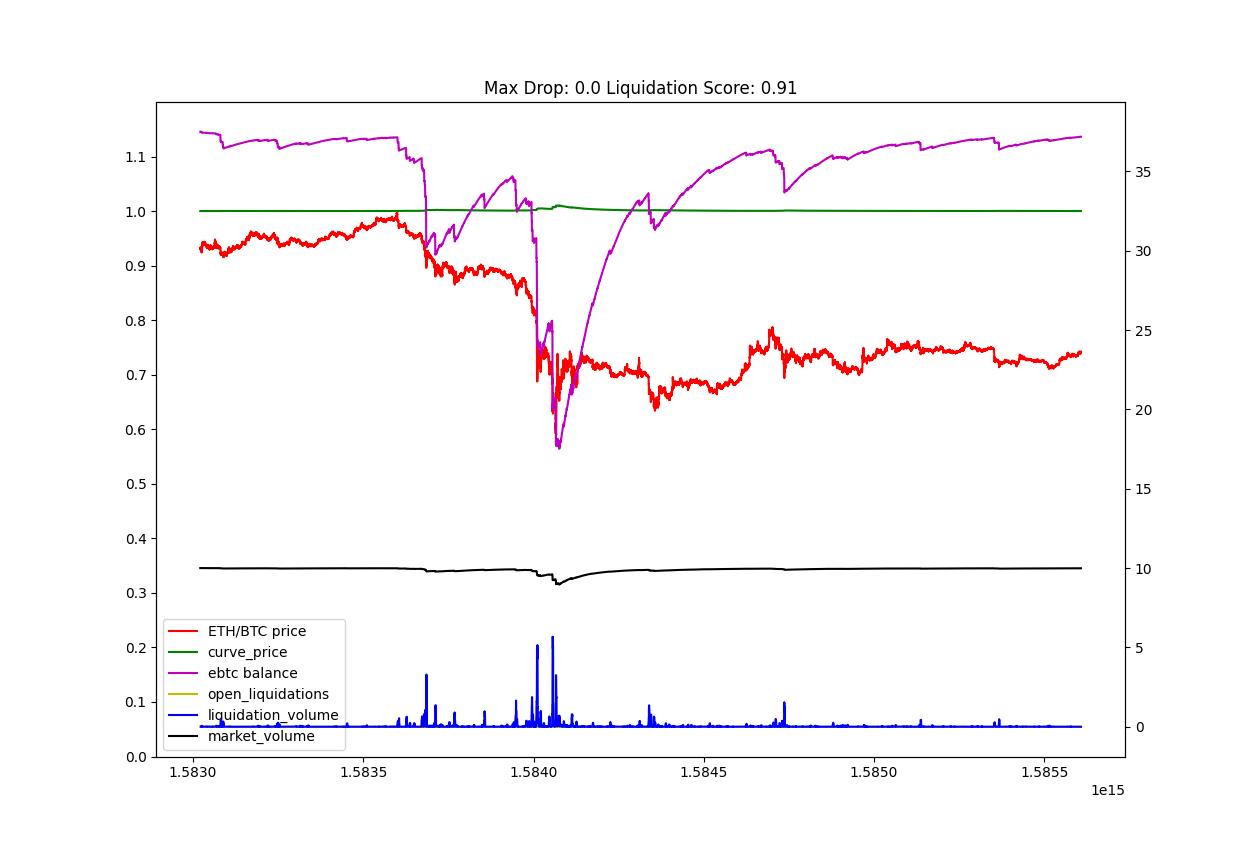 Max Drop: 0.0 Liquidation Score: 0.91
1.1
1.0
0.9
0.8
0.7
0.6
0.5
0.4
0.3
0.2
0.1
0.0
35
30
25
20
15
10
5
0
ETH/BTC price
curve_price
ebtc balance
open_liquidations
liquidation_volume
market_volume
1.5830 1.5835 1.5840 1.5845 1.5850 1.5855
1e15